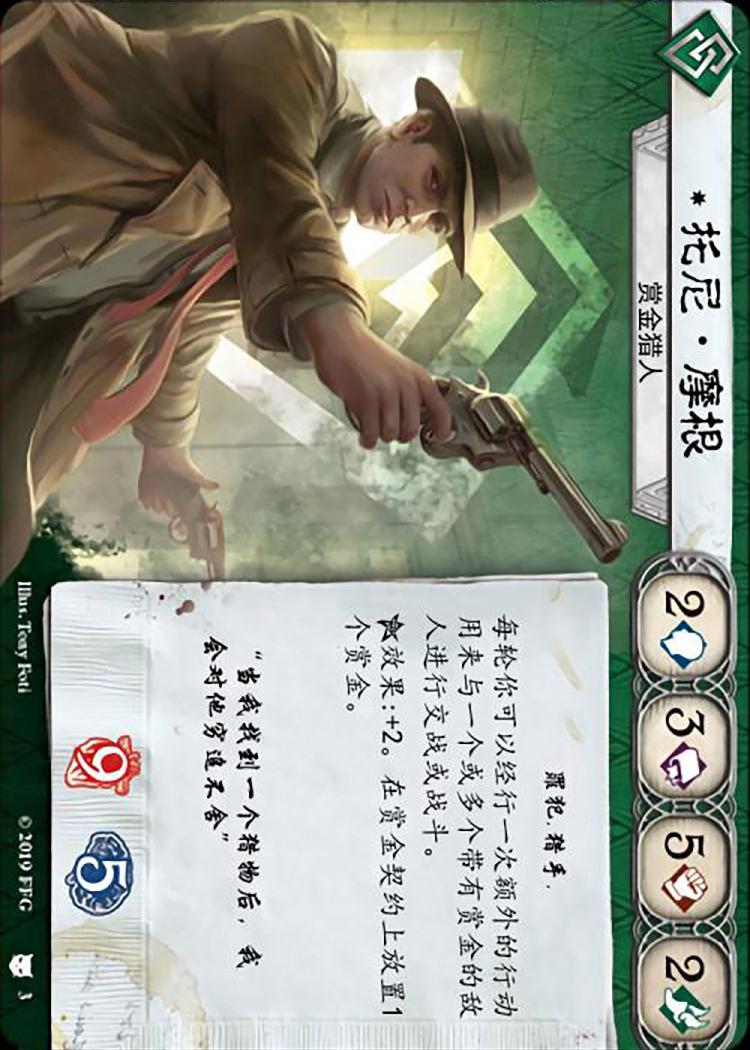 托尼·摩根
赏金猎人
2
3
5
2
罪犯.猎手.
每轮你可以经行一次额外的行动
用来与一个或多个带有赏金的敌
人进行交战或战斗。
效果:+2。在赏金契约上放置1
个赏金。
“当我找到一个猎物后，我
会对他穷追不舍”
9
5
Illus. Tony Foti
© 2019 FFG
3